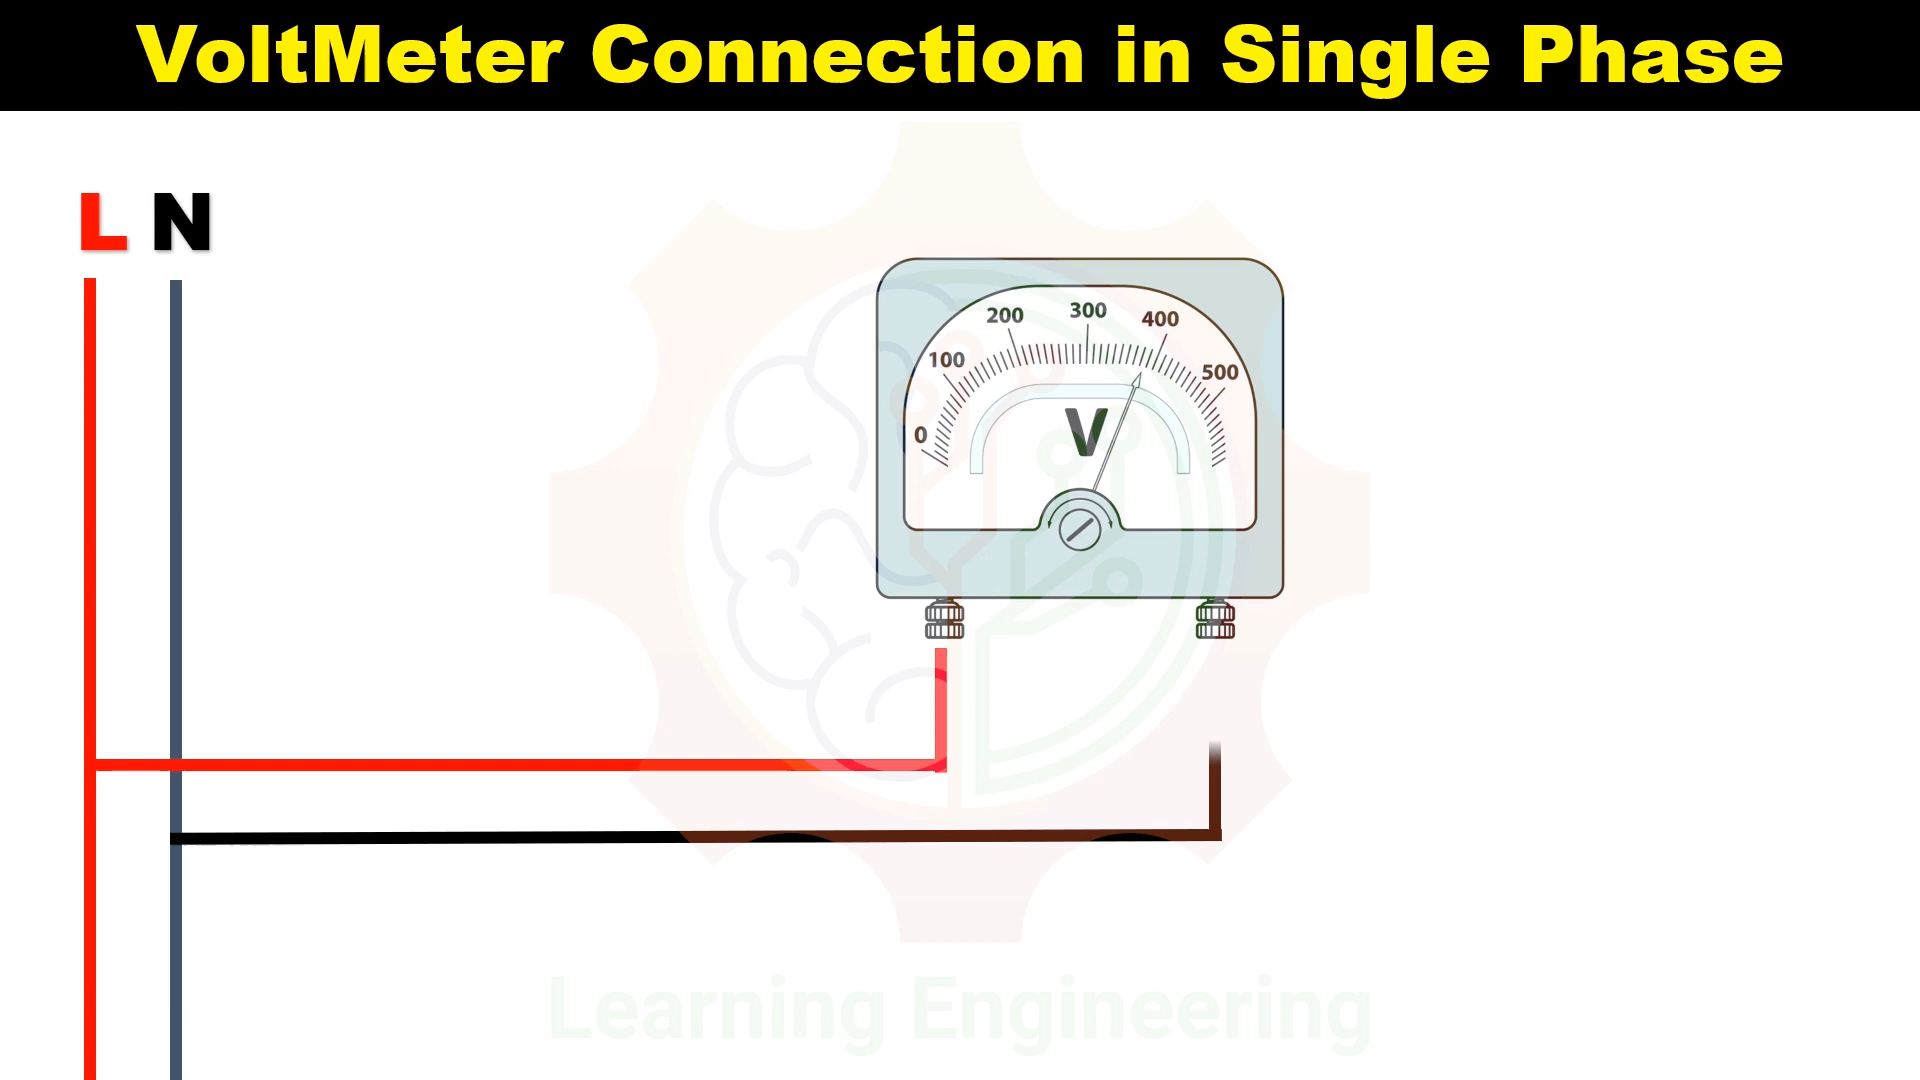 VoltMeter Connection in Single Phase
L N
0 100 200 300 400 500
V
Learning Engineering